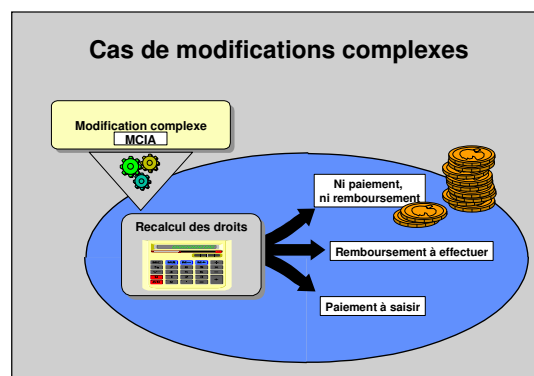 Cas de modifications complexes
Modification complexe
MCIA
Ni paiement,
ni remboursement
Recalcul des droits
Remboursement à effectuer
Paiement à saisir